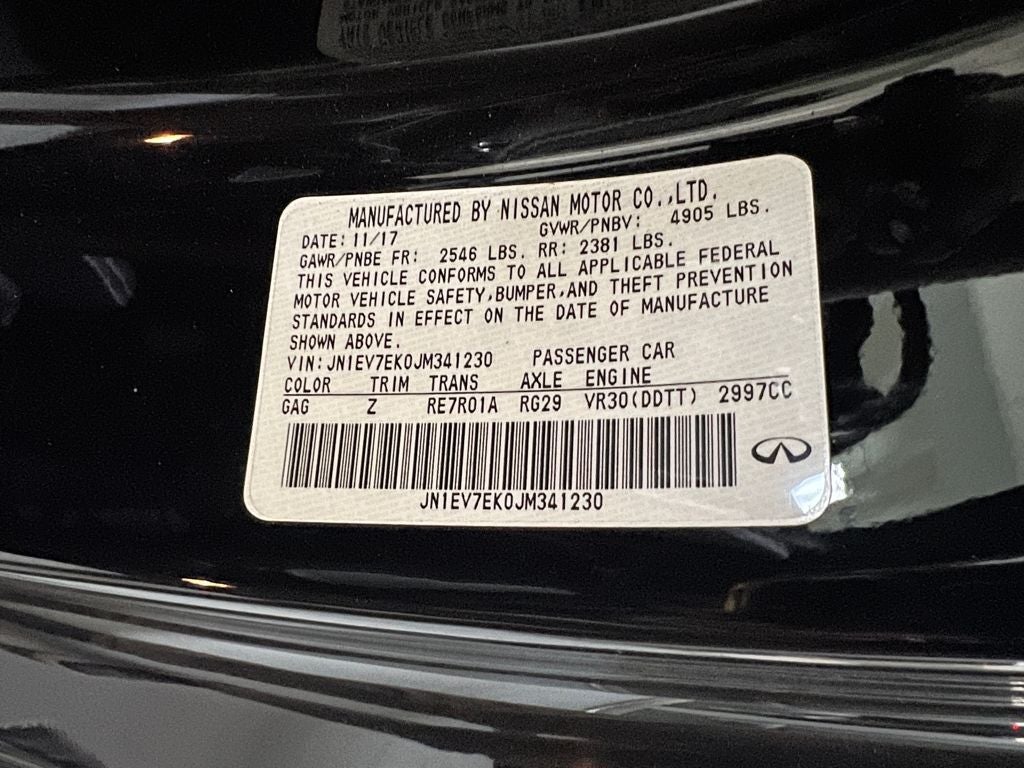 MANUFACTURED BY NISSAN MOTOR CO.,LTD.
DATE: 11/17 GVWR/PNBV: 4905 LBS.
GAWR/PNBE FR: 2546 LBS. RR: 2381 LBS.
THIS VEHICLE CONFORMS TO ALL APPLICABLE FEDERAL
MOTOR VEHICLE SAFETY,BUMPER,AND THEFT PREVENTION
STANDARDS IN EFFECT ON THE DATE OF MANUFACTURE
SHOWN ABOVE.
VIN: JN1EV7EK0JM341230 PASSENGER CAR
COLOR TRIM TRANS AXLE ENGINE
GAG Z RE7R01A RG29 VR30(DDTT) 2997CC
JN1EV7EK0JM341230